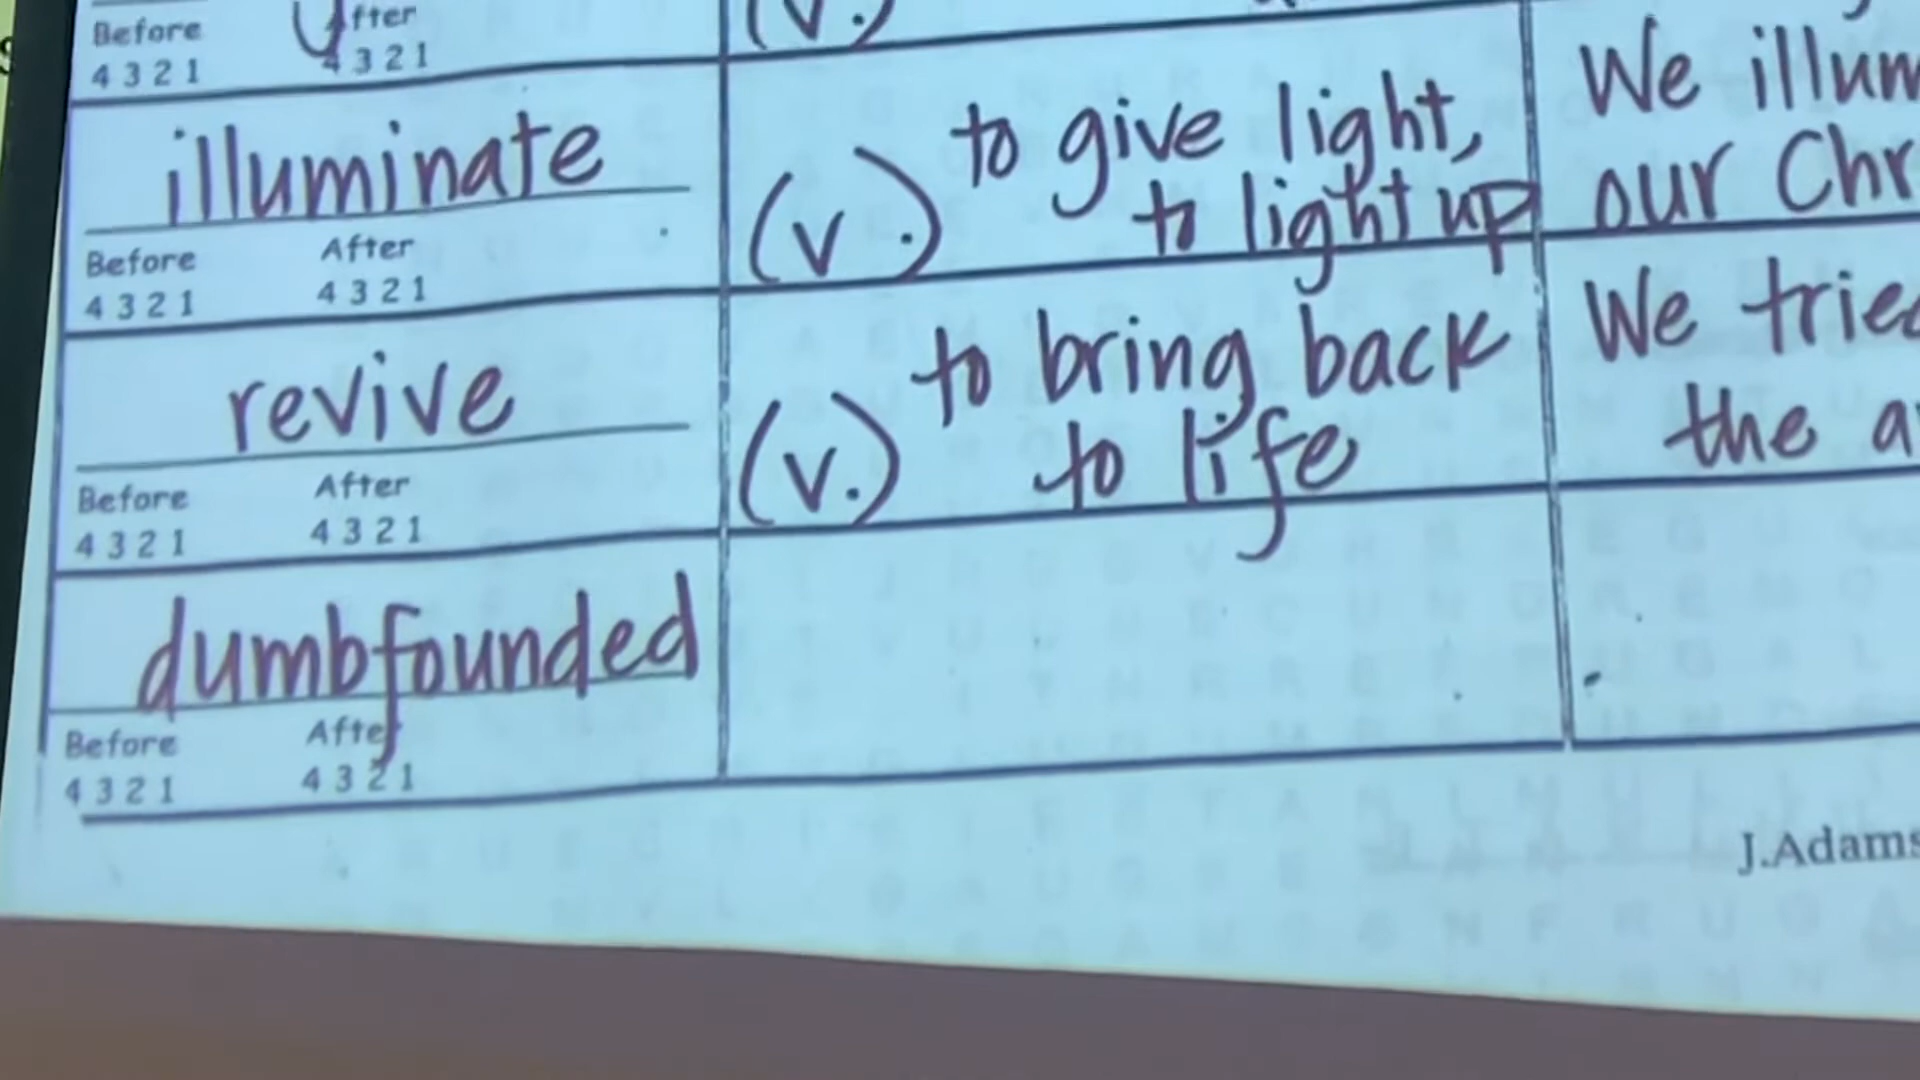 Before After (v.)
4 3 2 1 4 3 2 1
illuminate
Before After
4 3 2 1 4 3 2 1
(v.) to give light,
to light up
We
our
revive
Before After
4 3 2 1 4 3 2 1
(v.) to bring back
to life
We
the
dumbfounded
Before After
4 3 2 1 4 3 2 1
J.Adams